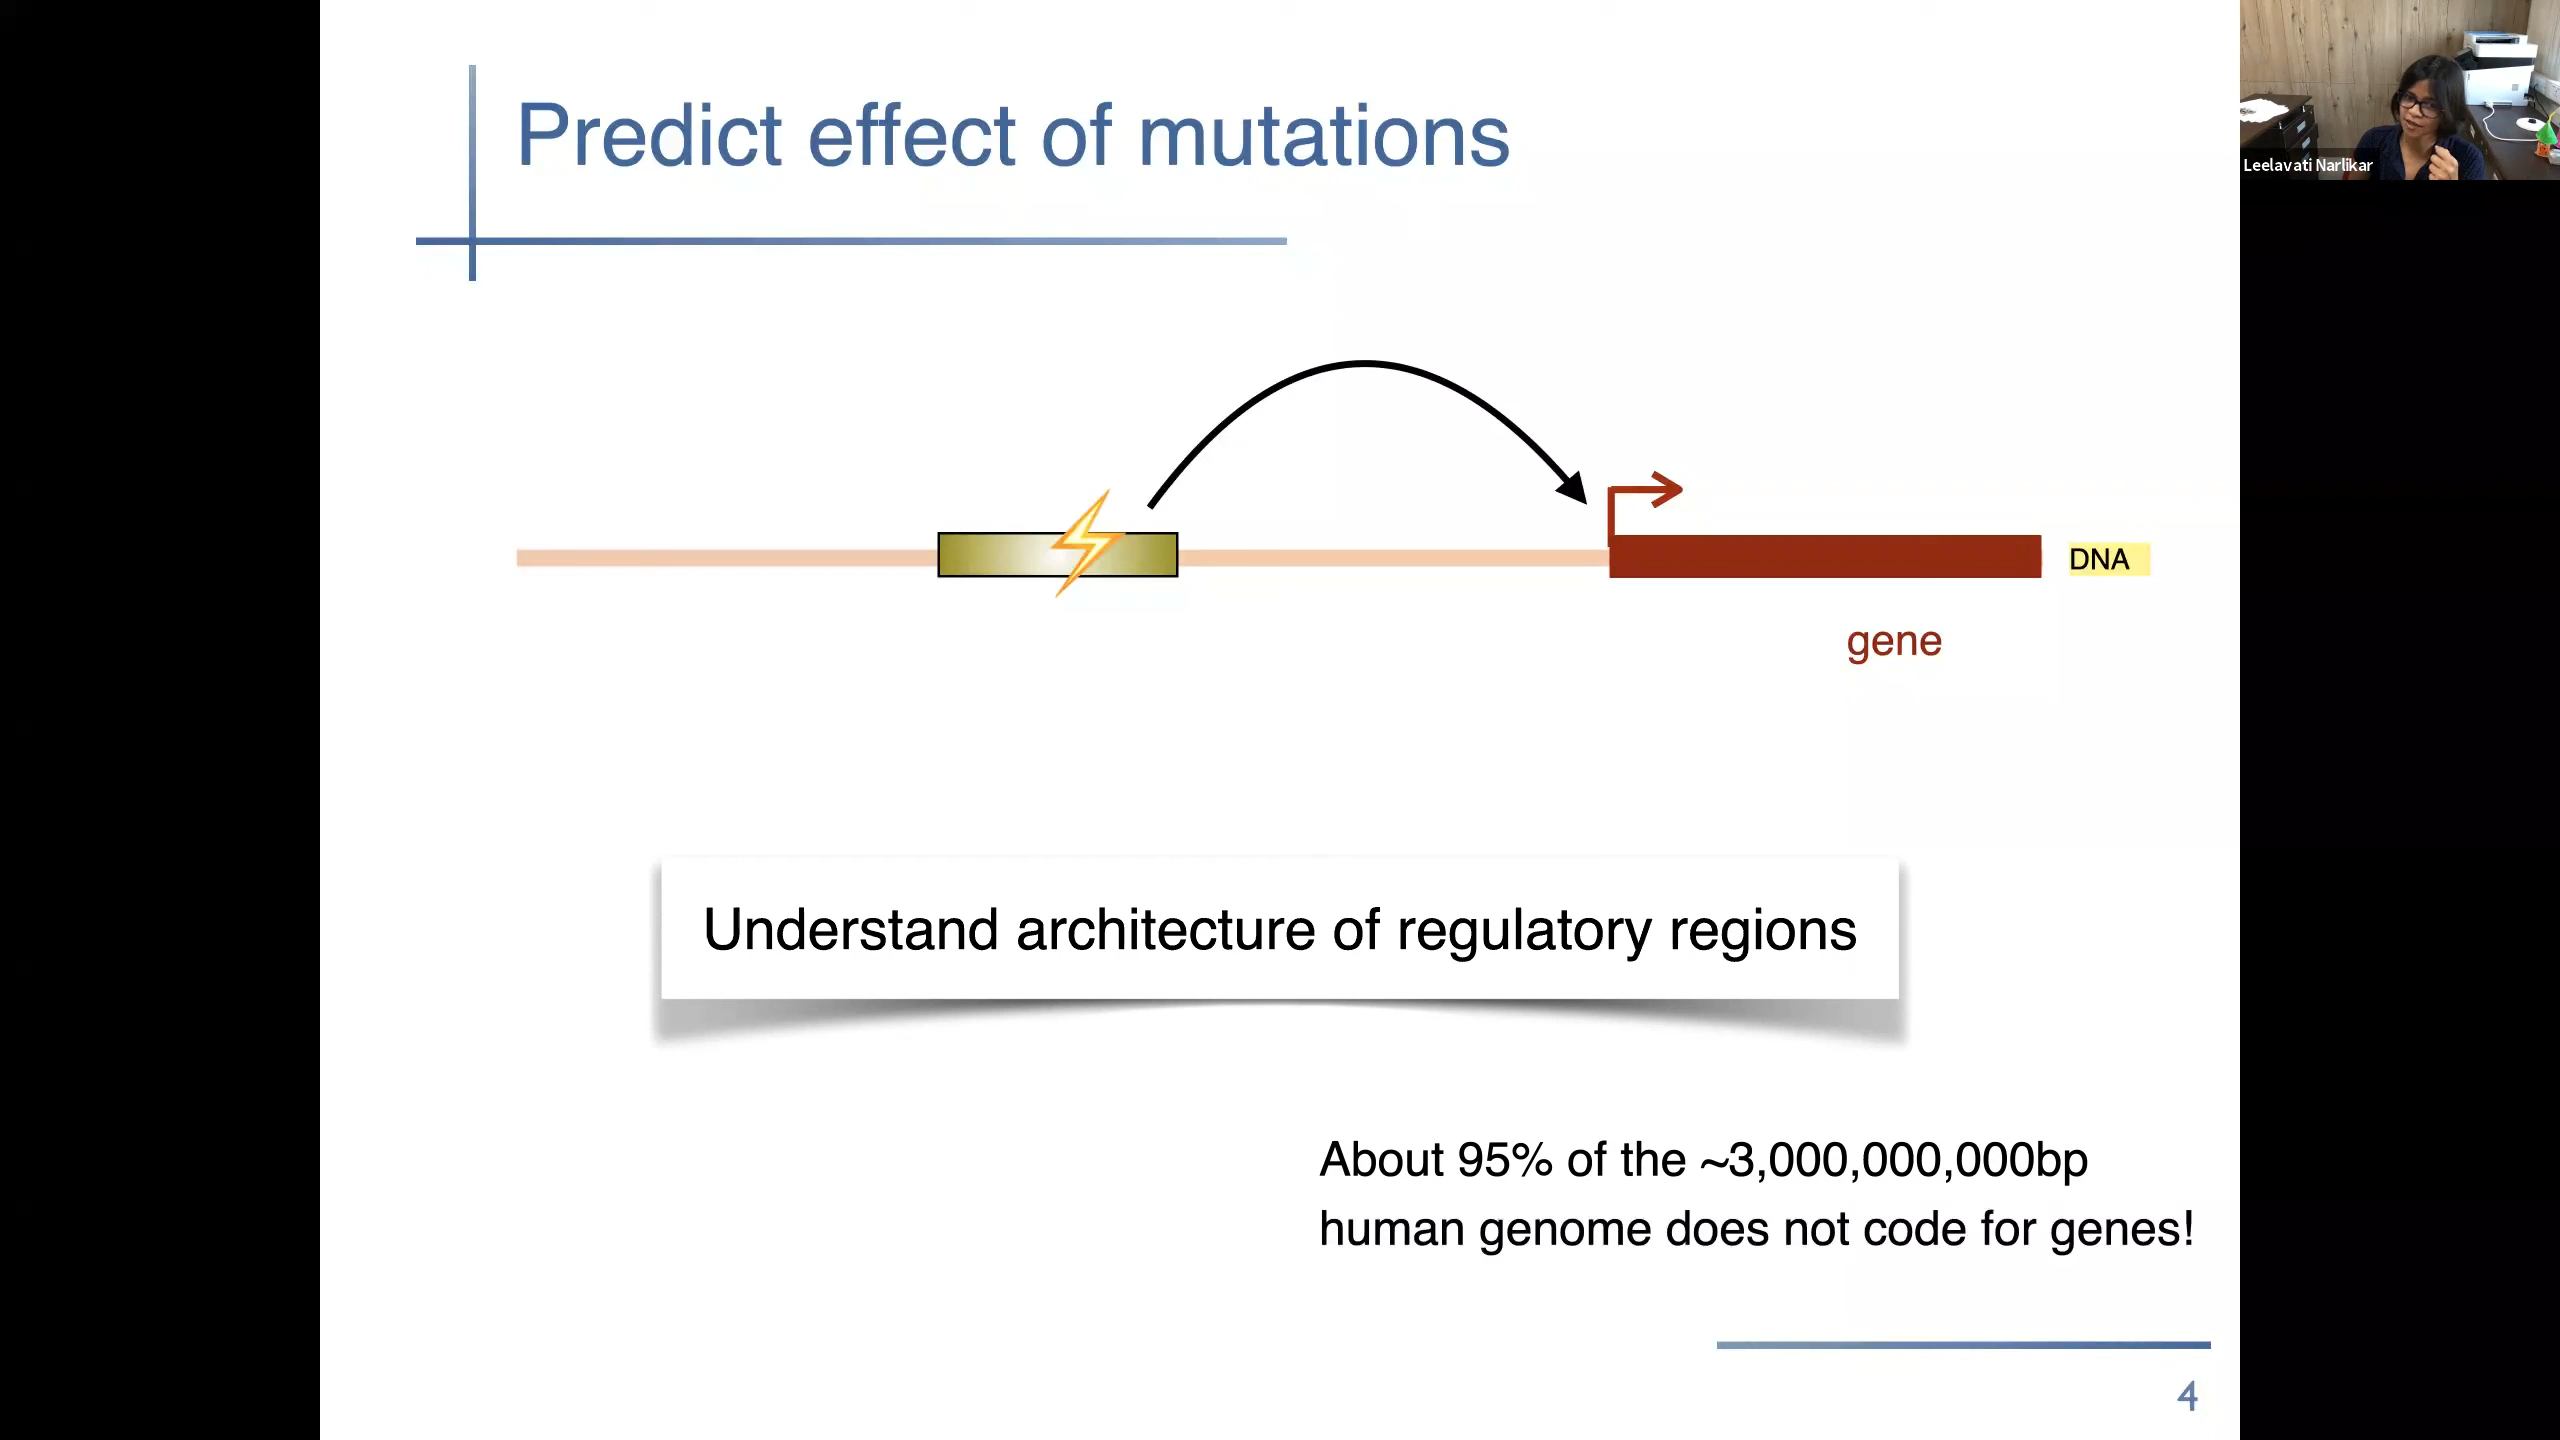 Predict effect of mutations
Leelavati Narlikar
DNA
gene
Understand architecture of regulatory regions
About 95% of the ~3,000,000,000bp
human genome does not code for genes!
4